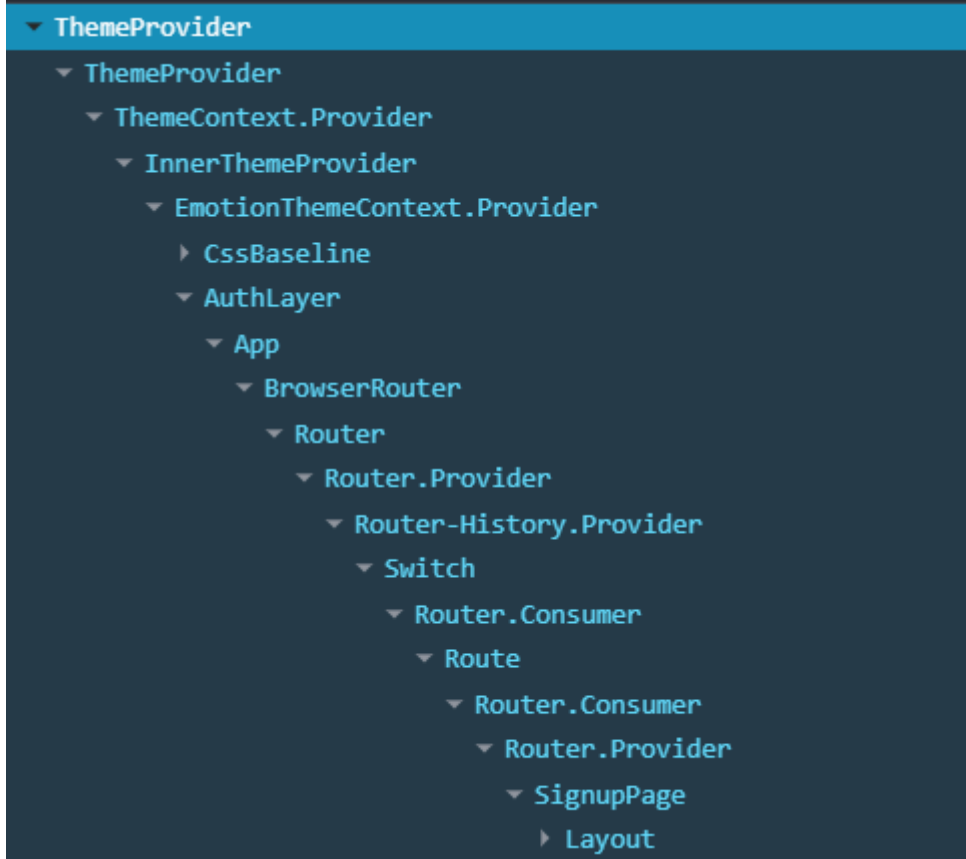 ThemeProvider
ThemeProvider
ThemeContext.Provider
InnerThemeProvider
EmotionThemeContext.Provider
CssBaseline
AuthLayer
App
BrowserRouter
Router
Router.Provider
Router-History.Provider
Switch
Router.Consumer
Route
Router.Consumer
Router.Provider
SignupPage
Layout